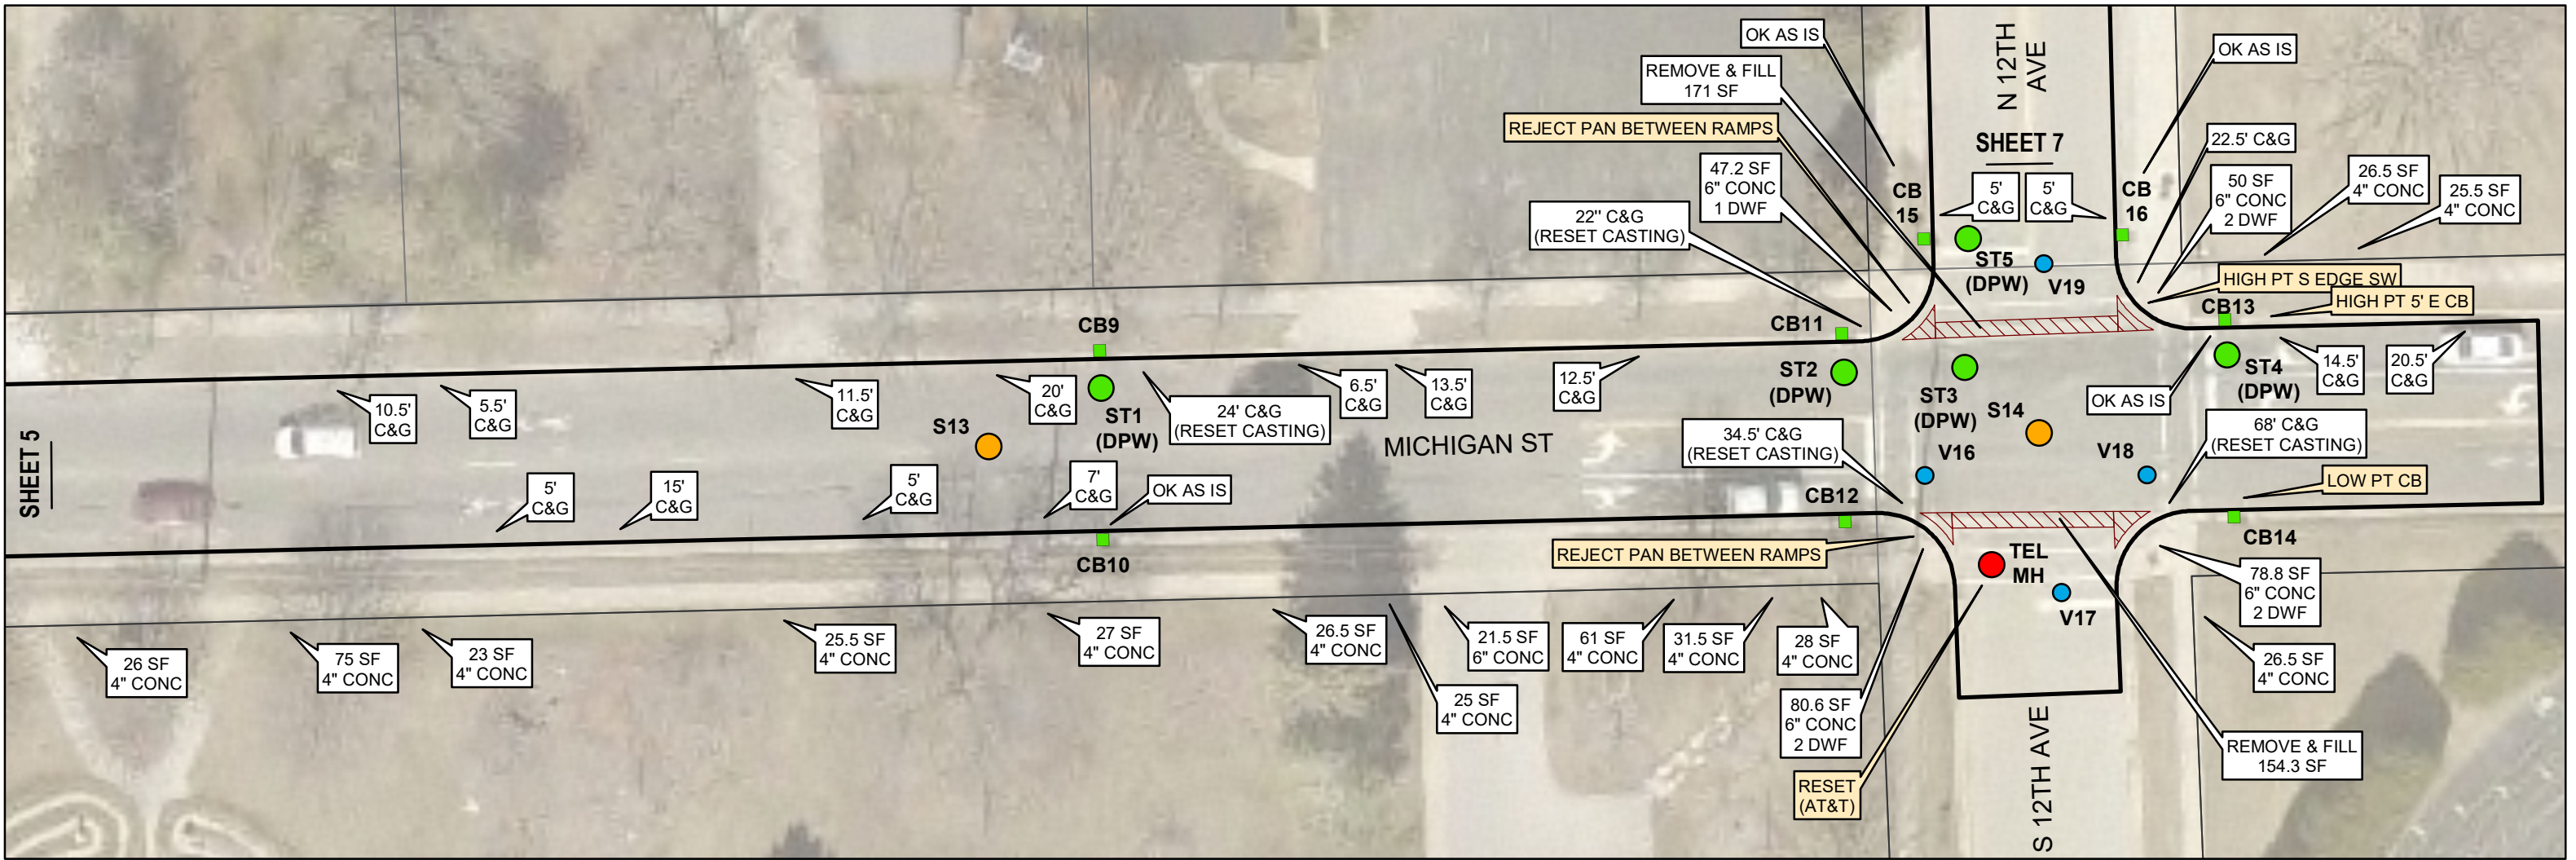 OK AS IS
REMOVE & FILL
171 SF
REJECT PAN BETWEEN RAMPS
47.2 SF
6" CONC
1 DWF
22" C&G
(RESET CASTING)
CB
15
N 12TH
AVE
SHEET 7
5'
C&G
5'
C&G
ST5
(DPW)
V19
CB
16
OK AS IS
22.5' C&G
50 SF
6" CONC
2 DWF
26.5 SF
4" CONC
25.5 SF
4" CONC
HIGH PT S EDGE SW
HIGH PT 5' E CB
CB13
CB9
CB11
SHEET 5
10.5'
C&G
5.5'
C&G
11.5'
C&G
20'
C&G
S13
ST1
(DPW)
24' C&G
(RESET CASTING)
6.5'
C&G
13.5'
C&G
12.5'
C&G
MICHIGAN ST
ST2
(DPW)
ST3
(DPW)
S14
OK AS IS
ST4
(DPW)
14.5'
C&G
20.5'
C&G
5'
C&G
15'
C&G
5'
C&G
7'
C&G
OK AS IS
34.5' C&G
(RESET CASTING)
V16
V18
68' C&G
(RESET CASTING)
LOW PT CB
CB10
CB12
CB14
REJECT PAN BETWEEN RAMPS
TEL
MH
V17
78.8 SF
6" CONC
2 DWF
26 SF
4" CONC
75 SF
4" CONC
23 SF
4" CONC
25.5 SF
4" CONC
27 SF
4" CONC
26.5 SF
4" CONC
25 SF
4" CONC
21.5 SF
6" CONC
61 SF
4" CONC
31.5 SF
4" CONC
28 SF
4" CONC
80.6 SF
6" CONC
2 DWF
RESET
(AT&T)
26.5 SF
4" CONC
S 12TH AVE
REMOVE & FILL
154.3 SF